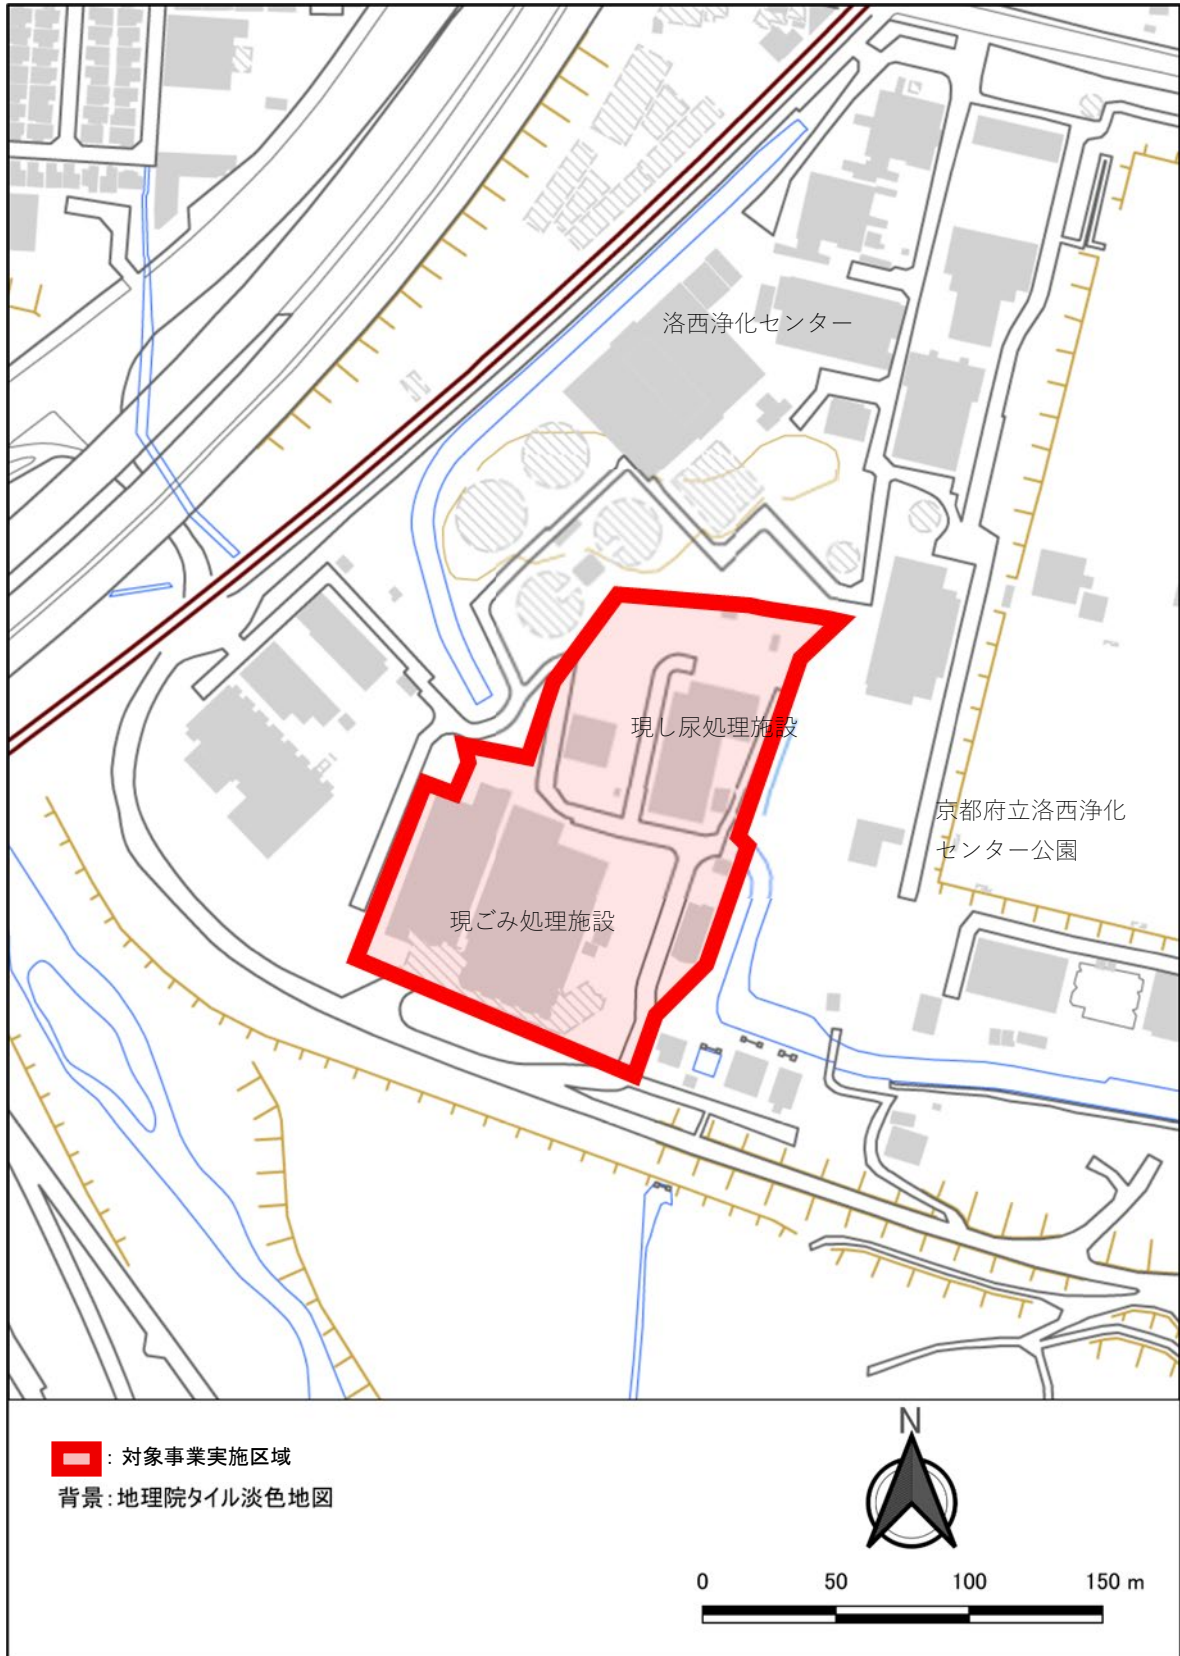 洛西浄化センター
現し尿処理施設
京都府立洛西浄化
センター公園
現ごみ処理施設
：対象事業実施区域
背景：地理院タイル淡色地図
N
0 50 100 150 m